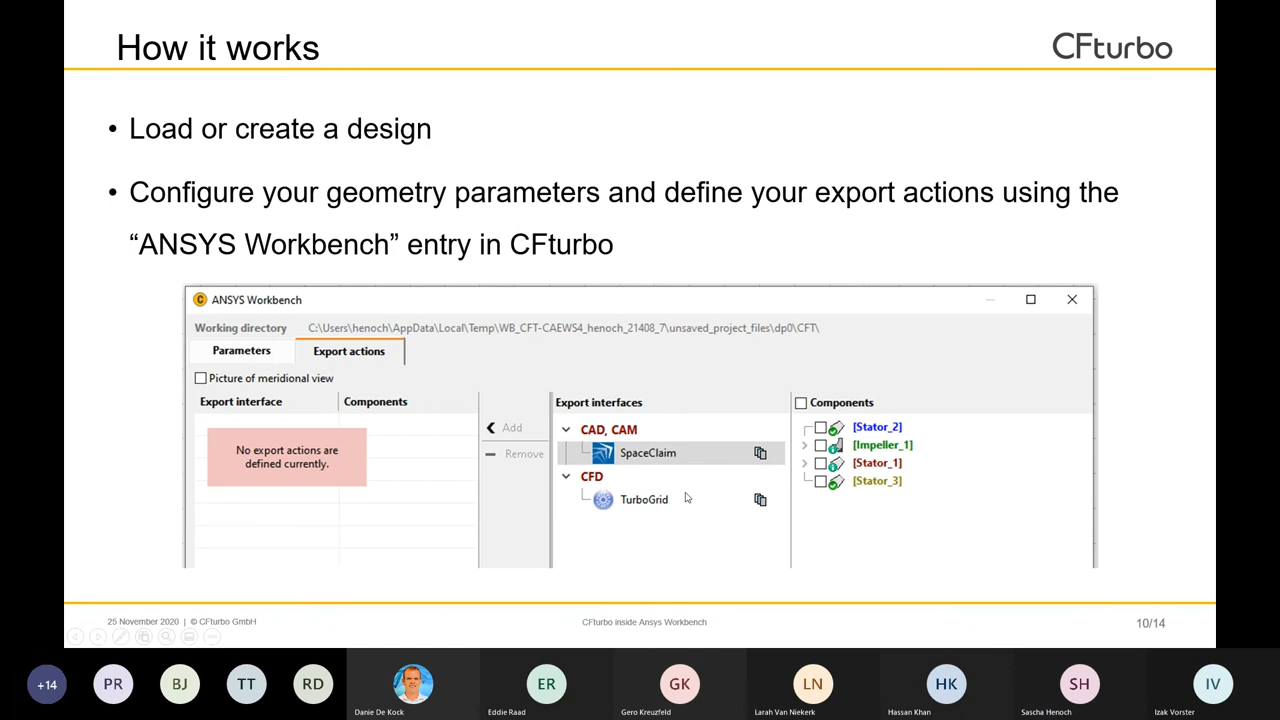 How it works
CFturbo
• Load or create a design
• Configure your geometry parameters and define your export actions using the
“ANSYS Workbench” entry in CFturbo
ANSYS Workbench
Working directory C:\Users\henoch\AppData\Local\Temp\WB_CFT-CAEWS4_henoch_21408_7\unsaved_project_files\dp0\CFT\
Parameters Export actions
Picture of meridional view
Export interface Components
No export actions are
defined currently.
Add
Remove
Export interfaces
CAD, CAM
SpaceClaim
CFD
TurboGrid
Components
[Stator_2]
[Impeller_1]
[Stator_1]
[Stator_3]
25 November 2020 | © CFturbo GmbH
CFturbo inside Ansys Workbench
10/14
+14 PR BJ TT RD ER GK LN HK SH IV
Danie De Kock Eddie Raad Gero Kreuzfeld Larah Van Niekerk Hassan Khan Sascha Henoch Izak Vorster